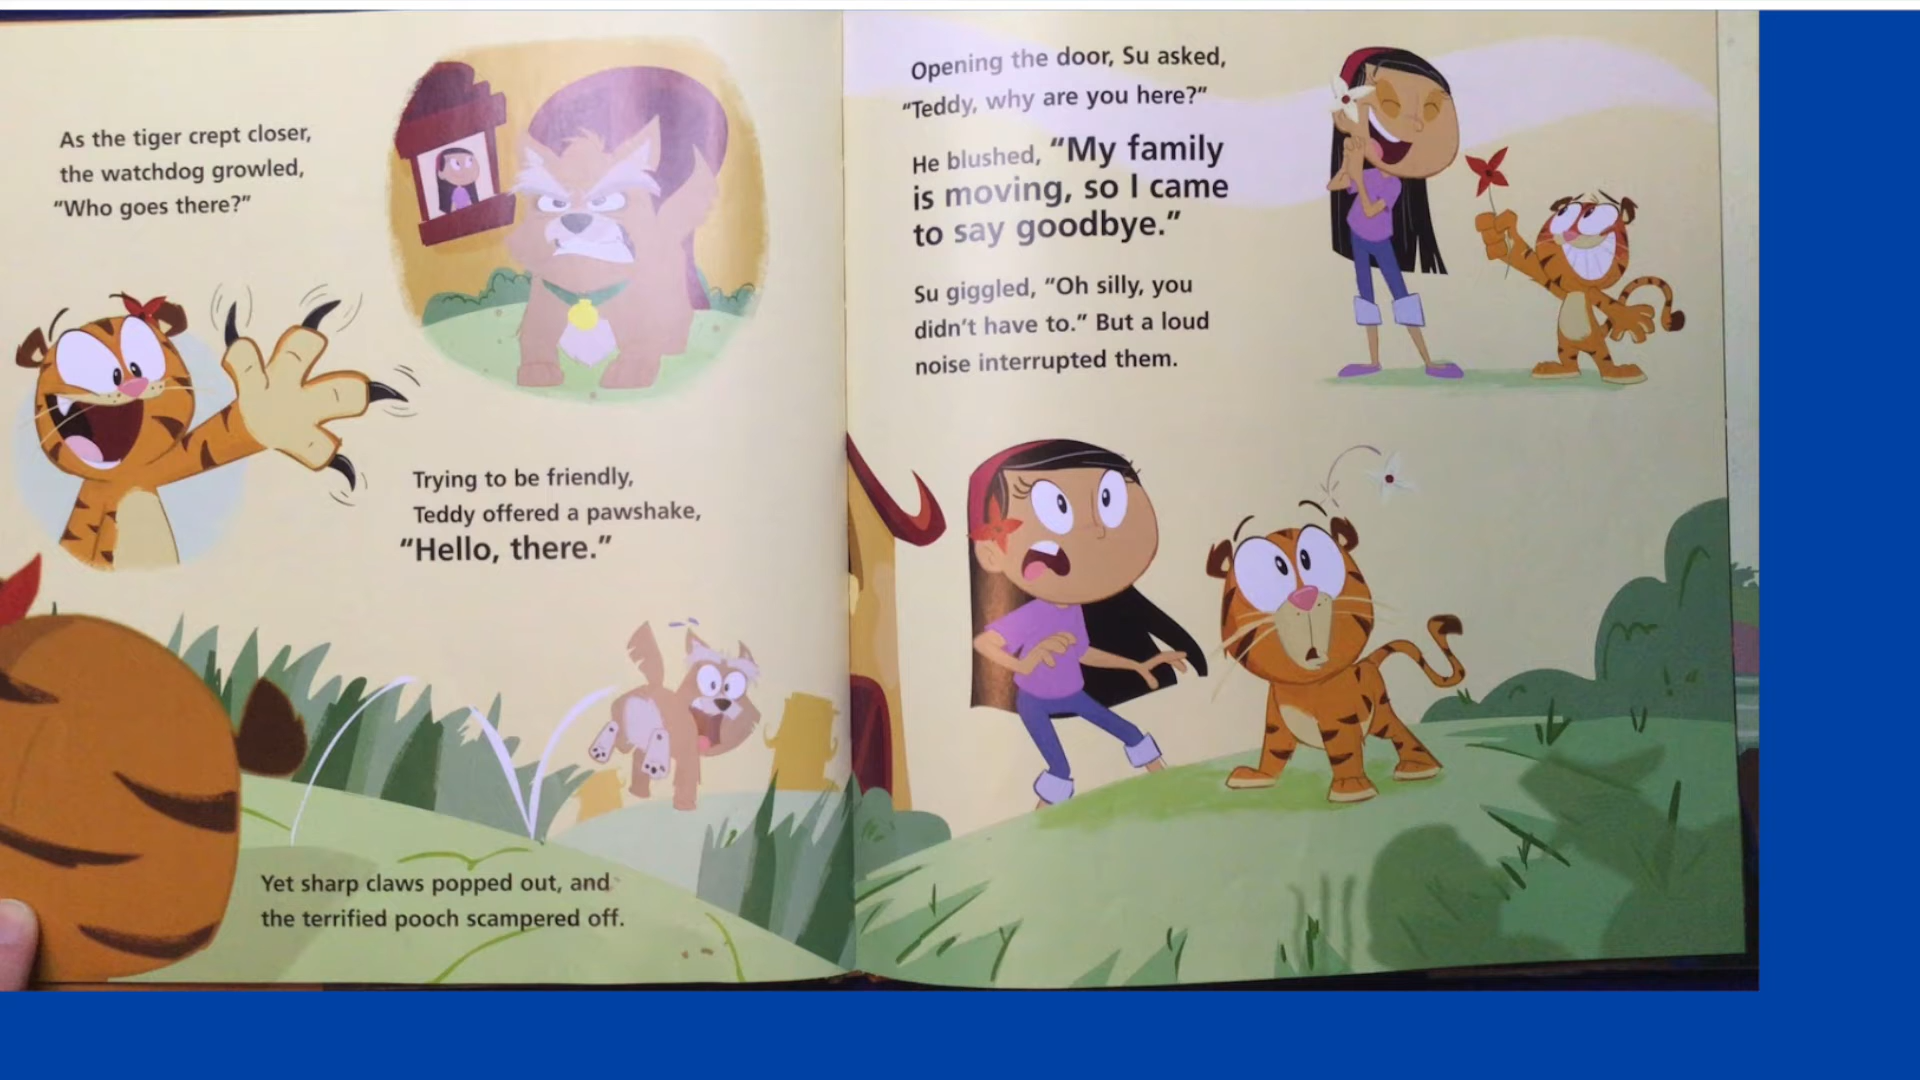 As the tiger crept closer,
the watchdog growled,
“Who goes there?”
Trying to be friendly,
Teddy offered a pawshake,
“Hello, there.”
Yet sharp claws popped out, and
the terrified pooch scampered off.
Opening the door, Su asked,
“Teddy, why are you here?”
He blushed, “My family
is moving, so I came
to say goodbye.”
Su giggled, “Oh silly, you
didn’t have to.” But a loud
noise interrupted them.